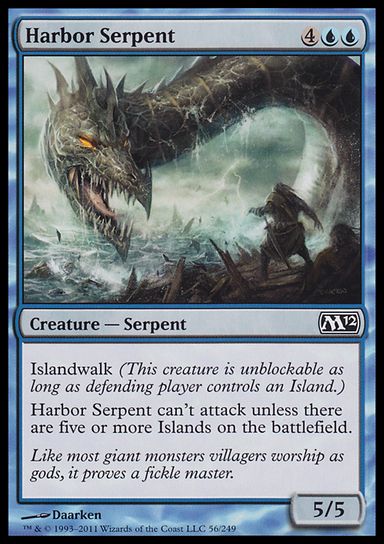 Harbor Serpent 4
Creature — Serpent M12
Islandwalk (This creature is unblockable as
long as defending player controls an Island.)
Harbor Serpent can't attack unless there
are five or more Islands on the battlefield.
Like most giant monsters villagers worship as
gods, it proves a fickle master.
Daarken
5/5
™ & © 1993–2011 Wizards of the Coast LLC 56/249